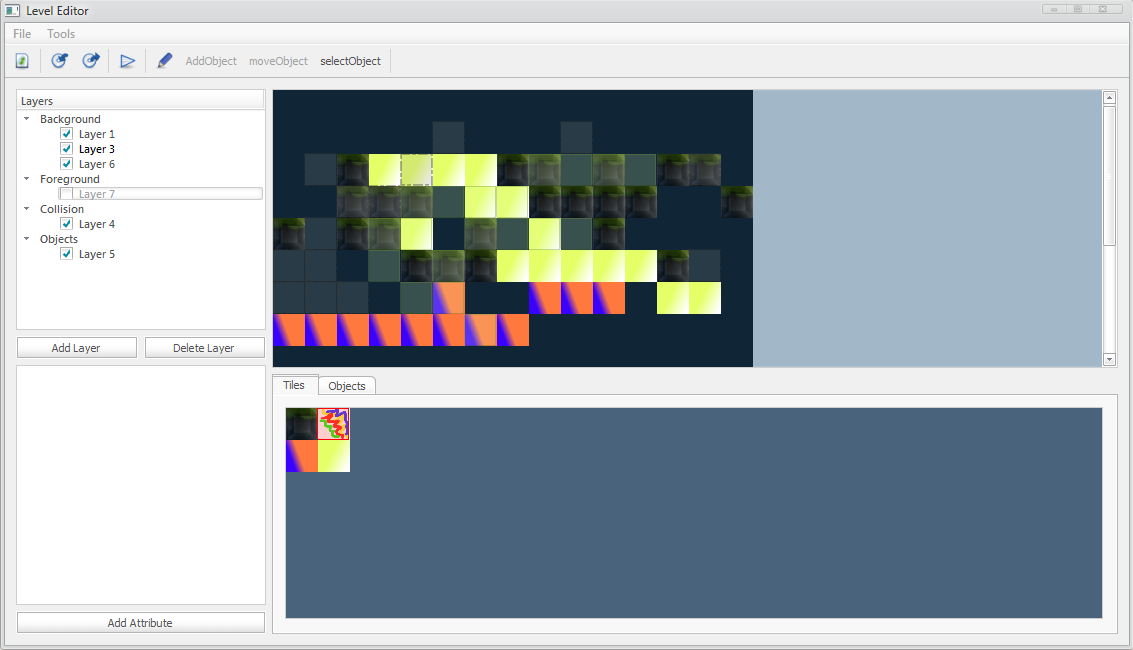 Level Editor
File Tools
AddObject moveObject selectObject
Layers
Background
Layer 1
Layer 3
Layer 6
Foreground
Layer 7
Collision
Layer 4
Objects
Layer 5
Add Layer Delete Layer
Tiles Objects
Add Attribute